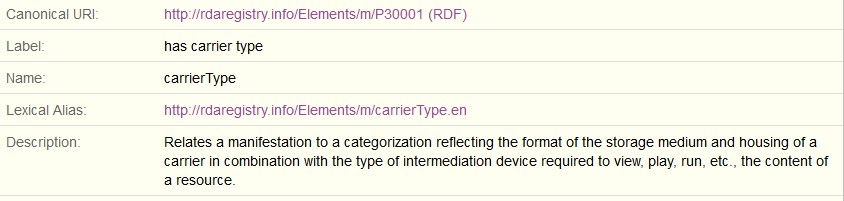 Canonical URI: http://rdaregistry.info/Elements/m/P30001 (RDF)
Label: has carrier type
Name: carrierType
Lexical Alias: http://rdaregistry.info/Elements/m/carrierType.en
Description: Relates a manifestation to a categorization reflecting the format of the storage medium and housing of a
carrier in combination with the type of intermediation device required to view, play, run, etc., the content of
a resource.